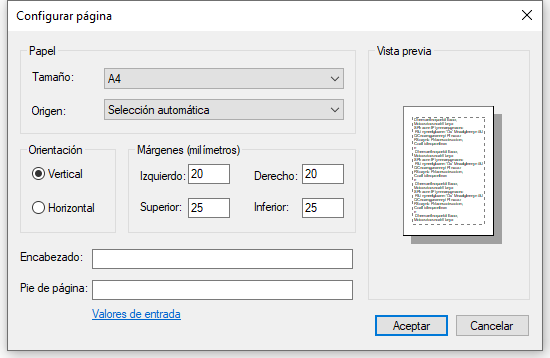 Configurar página
Papel
Tamaño: A4
Origen: Selección automática
Orientación
Vertical
Horizontal
Márgenes (milímetros)
Izquierdo: 20 Derecho: 20
Superior: 25 Inferior: 25
Vista previa
Encabezado:
Pie de página:
Valores de entrada
Aceptar Cancelar